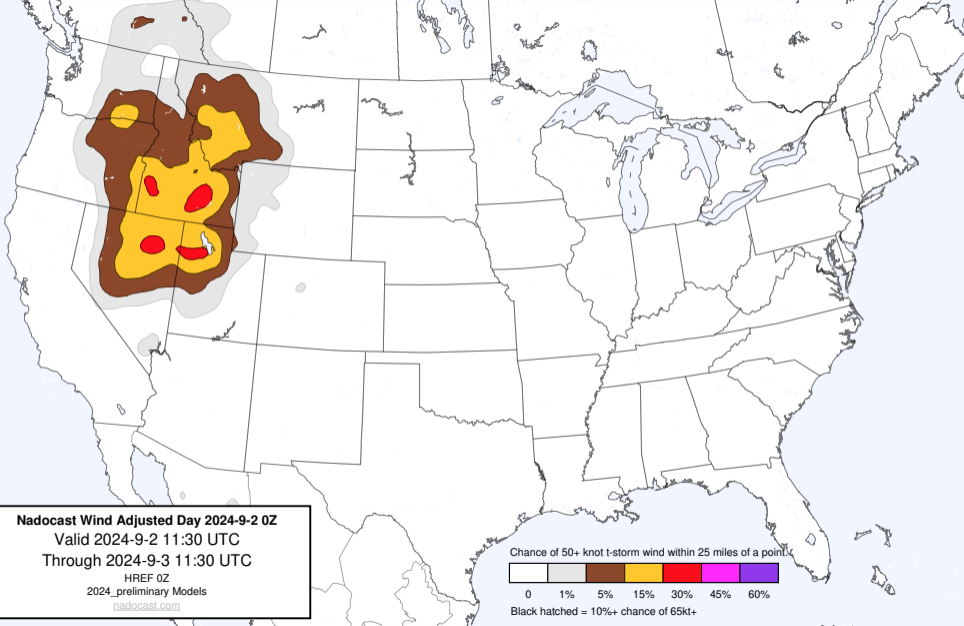 Nadocast Wind Adjusted Day 2024-9-2 0Z
Valid 2024-9-2 11:30 UTC
Through 2024-9-3 11:30 UTC
HREF 0Z
2024_preliminary Models
nadocast.com
Chance of 50+ knot t-storm wind within 25 miles of a point.
0 1% 5% 15% 30% 45% 60%
Black hatched = 10%+ chance of 65kt+